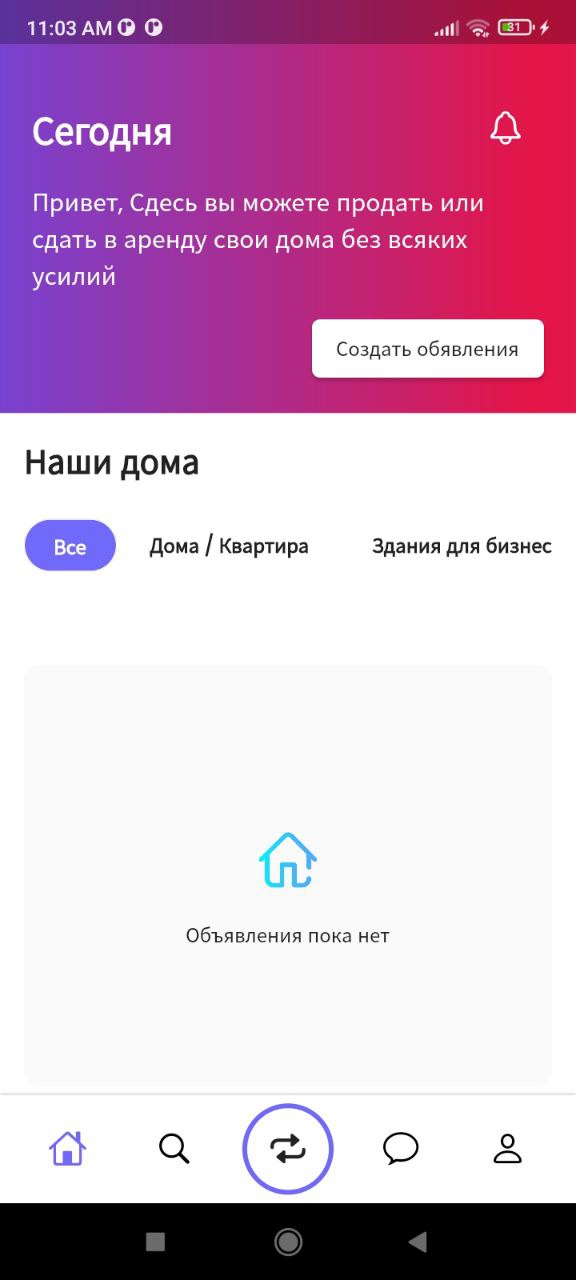 11:03 AM
31
Сегодня
Привет, Сдесь вы можете продать или
сдать в аренду свои дома без всяких
усилий
Создать обявления
Наши дома
Все
Дома / Квартира
Здания для бизнес
Объявления пока нет